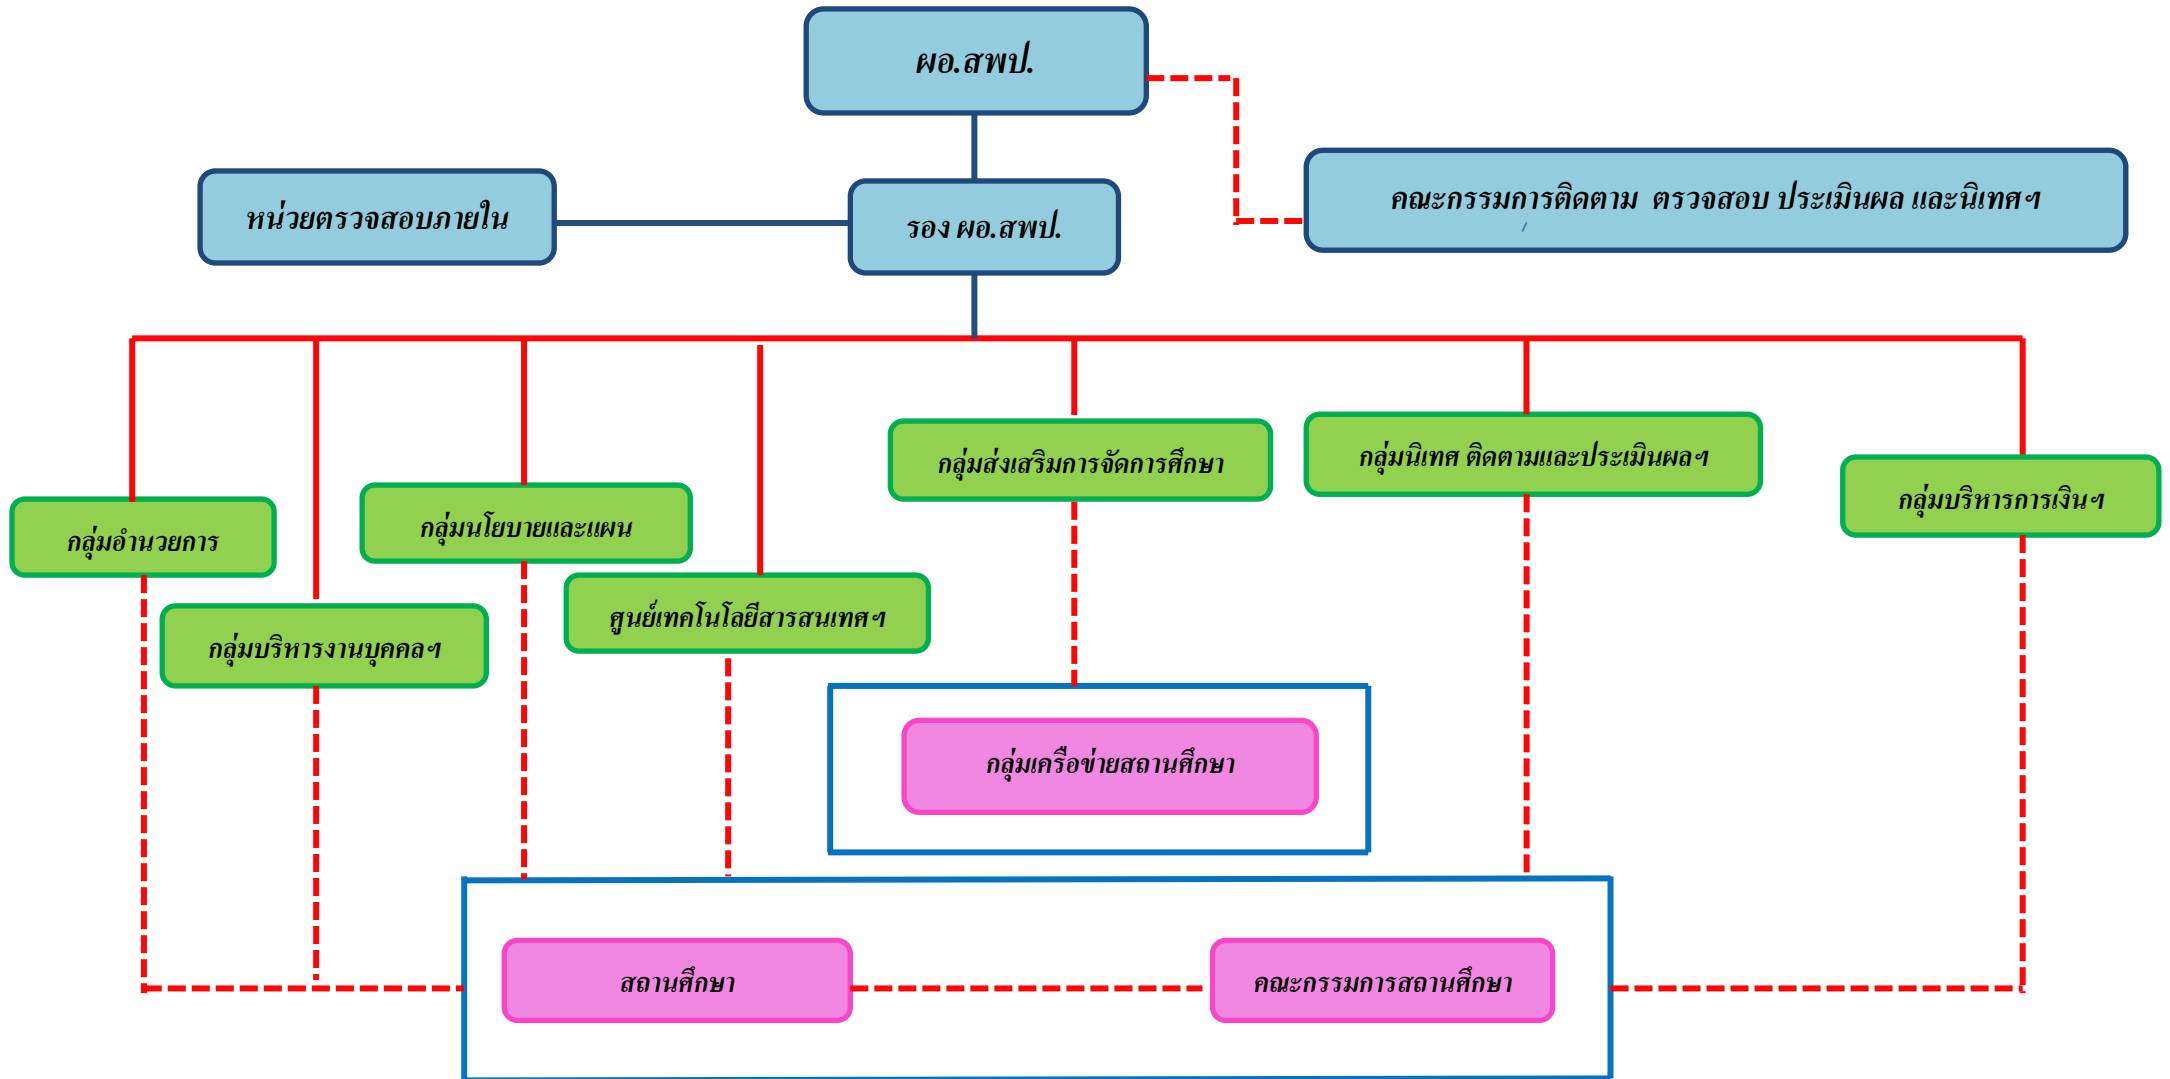 ผอ.สพป.
หน่วยตรวจสอบภายใน
รอง ผอ.สพป.
คณะกรรมการติดตาม ตรวจสอบ ประเมินผล และนิเทศฯ
กลุ่มอำนวยการ
กลุ่มบริหารงานบุคคลฯ
กลุ่มนโยบายและแผน
ศูนย์เทคโนโลยีสารสนเทศฯ
กลุ่มส่งเสริมการจัดการศึกษา
กลุ่มนิเทศ ติดตามและประเมินผลฯ
กลุ่มบริหารการเงินฯ
กลุ่มเครือข่ายสถานศึกษา
สถานศึกษา
คณะกรรมการสถานศึกษา